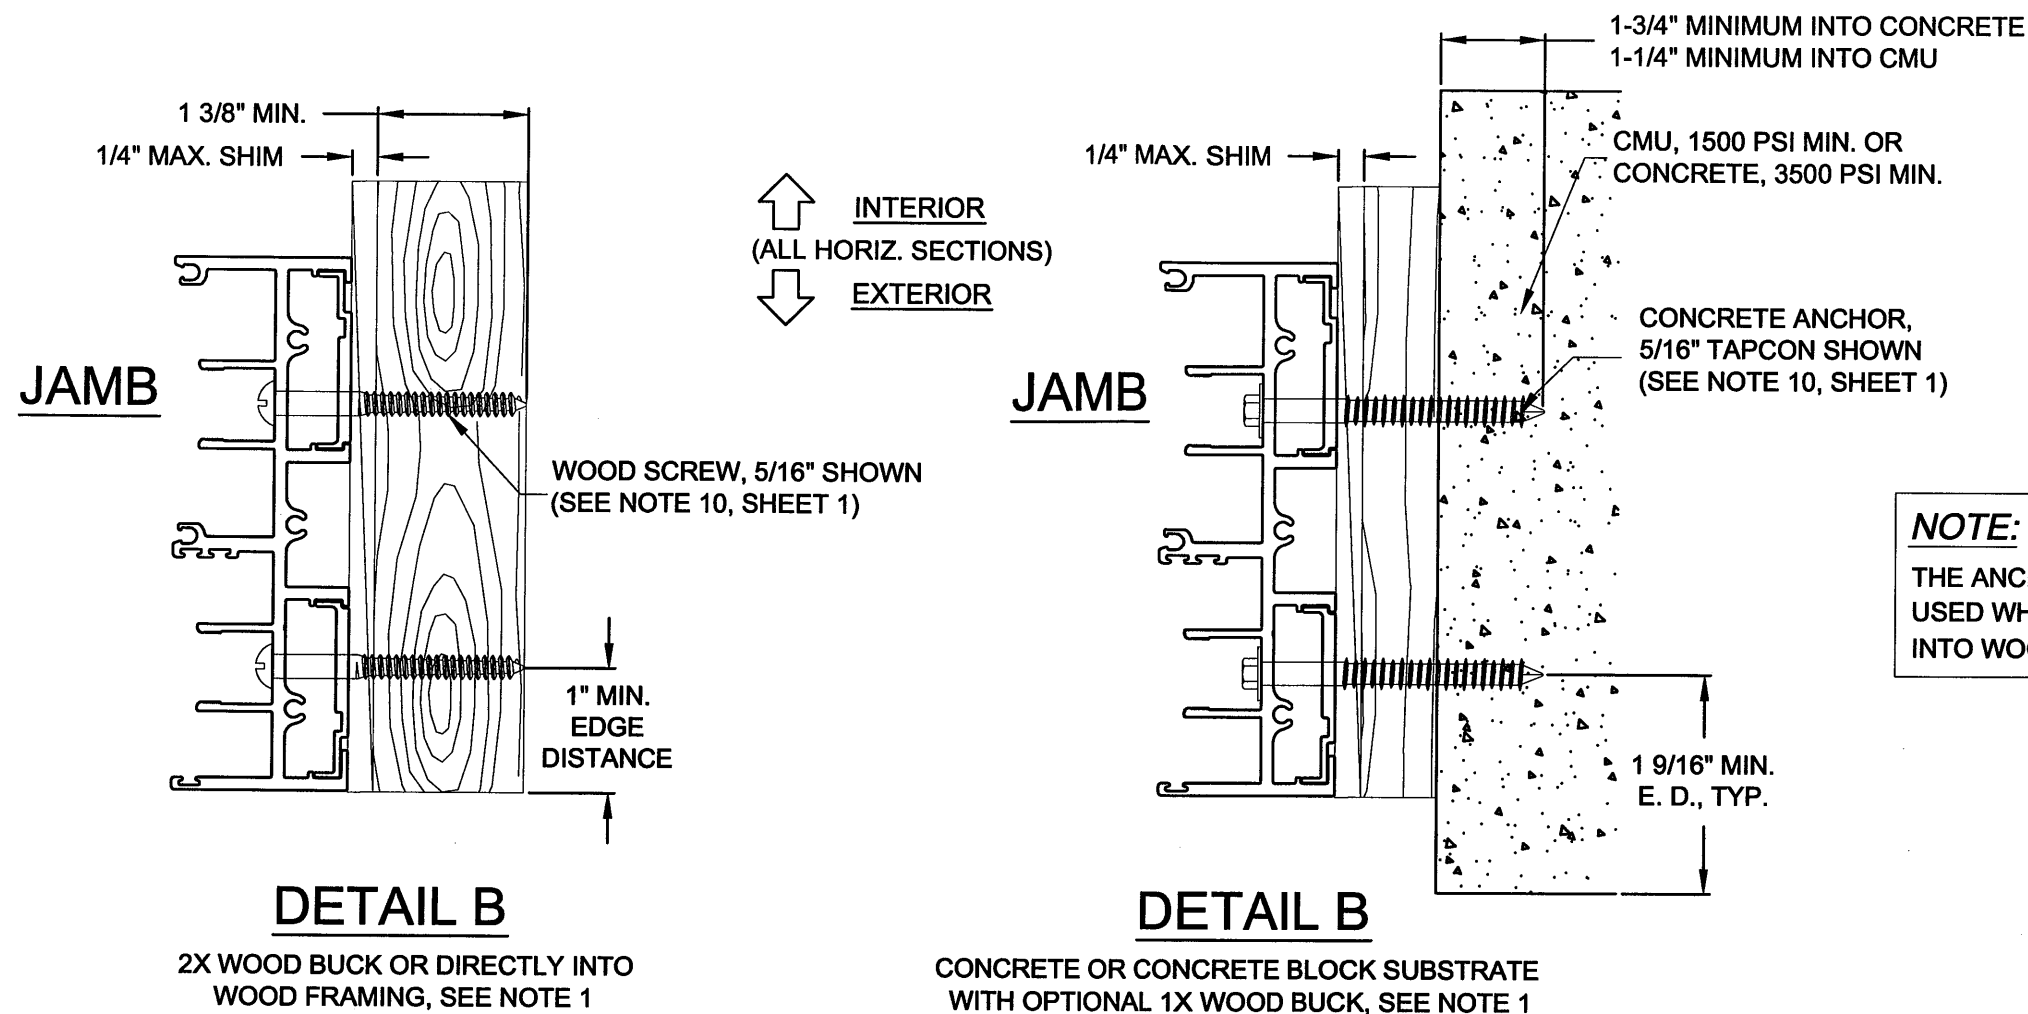 1 3/8" MIN.
1/4" MAX. SHIM
JAMB
WOOD SCREW, 5/16" SHOWN
(SEE NOTE 10, SHEET 1)
1" MIN.
EDGE
DISTANCE
DETAIL B
2X WOOD BUCK OR DIRECTLY INTO
WOOD FRAMING, SEE NOTE 1
INTERIOR
(ALL HORIZ. SECTIONS)
EXTERIOR
1-3/4" MINIMUM INTO CONCRETE
1-1/4" MINIMUM INTO CMU
1/4" MAX. SHIM
CMU, 1500 PSI MIN. OR
CONCRETE, 3500 PSI MIN.
JAMB
CONCRETE ANCHOR,
5/16" TAPCON SHOWN
(SEE NOTE 10, SHEET 1)
1 9/16" MIN.
E. D., TYP.
DETAIL B
CONCRETE OR CONCRETE BLOCK SUBSTRATE
WITH OPTIONAL 1X WOOD BUCK, SEE NOTE 1
NOTE:
THE
USED
INTO